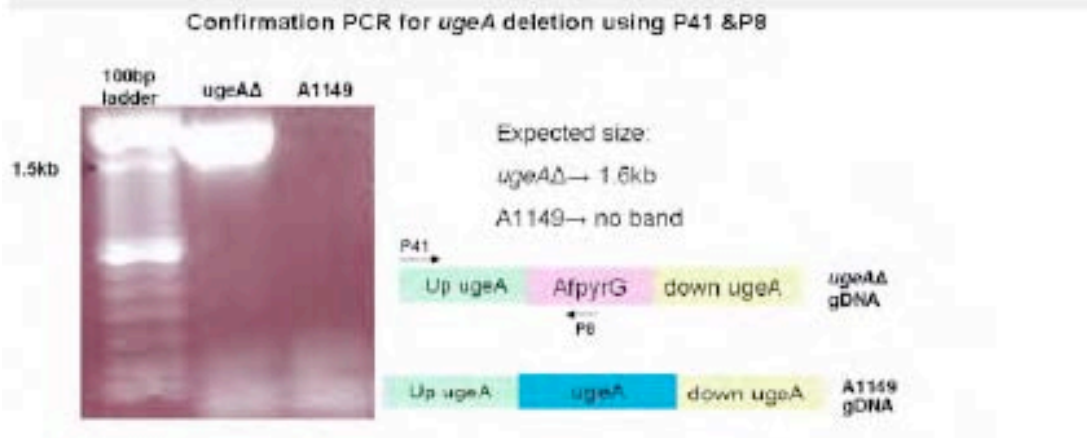 Confirmation PCR for ugeA deletion using P41 &P8
100bp
ladder
ugeAΔ
A1149
1.5kb
Expected size:
ugeAΔ→ 1.6kb
A1149→ no band
P41
Up ugeA
AfpyrG
down ugeA
ugeAΔ
gDNA
P8
Up ugeA
ugeA
down ugeA
A1149
gDNA